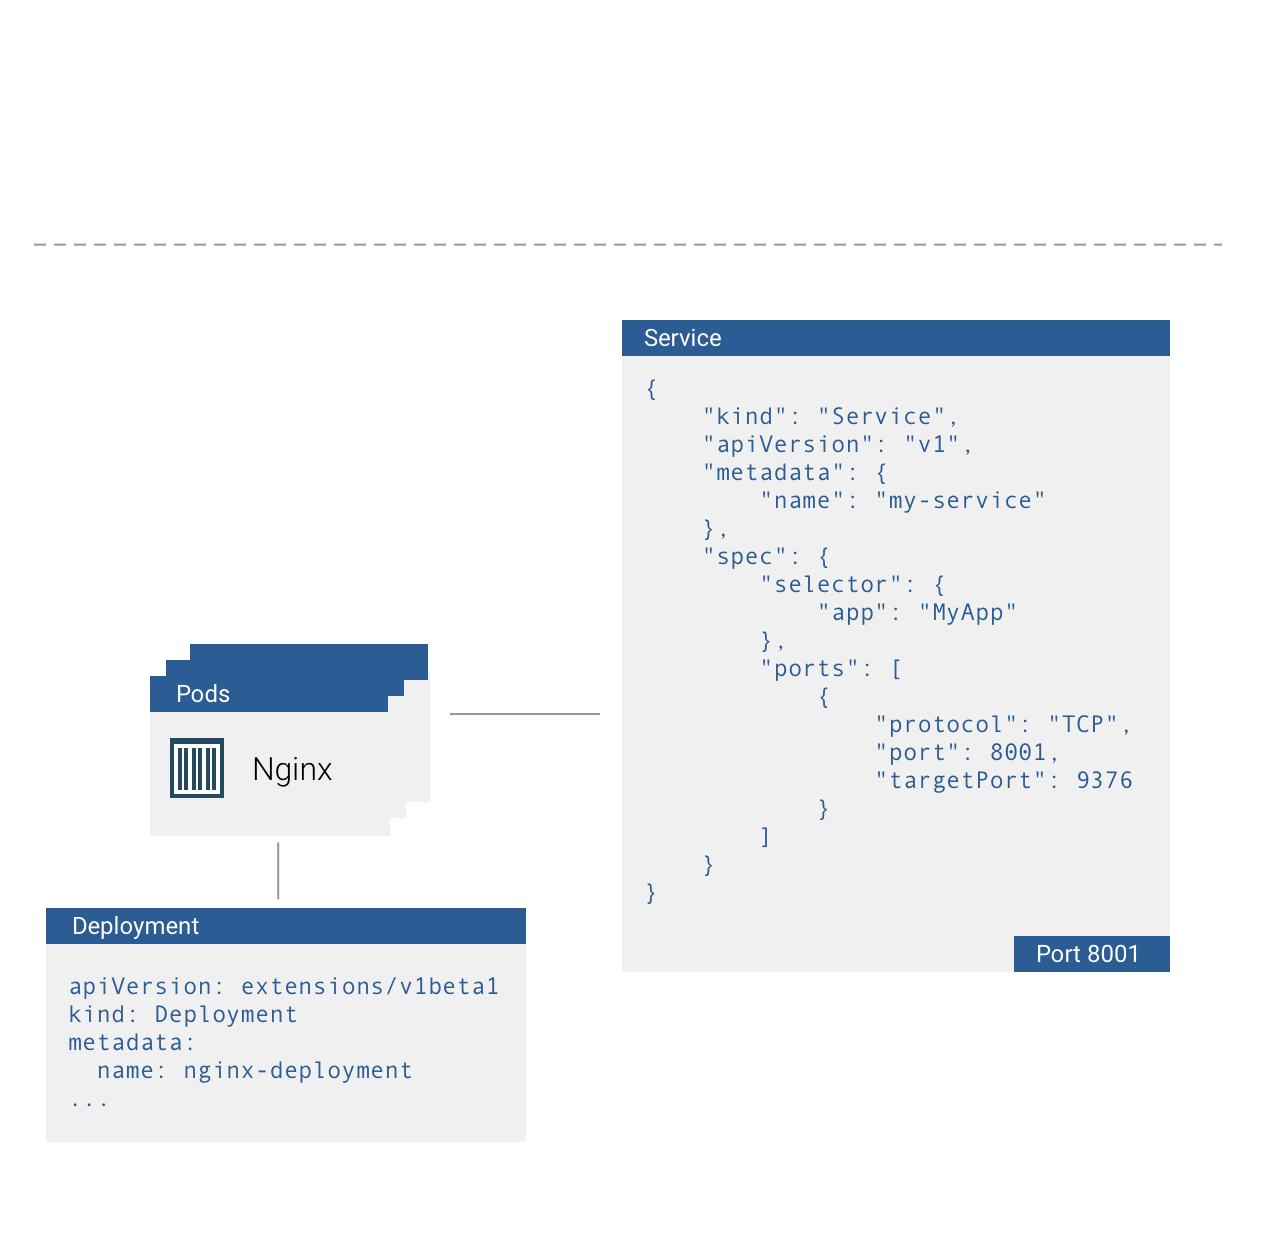 Service
{
    "kind": "Service",
    "apiVersion": "v1",
    "metadata": {
        "name": "my-service"
    },
    "spec": {
        "selector": {
            "app": "MyApp"
        },
        "ports": [
            {
                "protocol": "TCP",
                "port": 8001,
                "targetPort": 9376
            }
        ]
    }
}
Port 8001
Pods
Nginx
Deployment
apiVersion: extensions/v1beta1
kind: Deployment
metadata:
  name: nginx-deployment
...